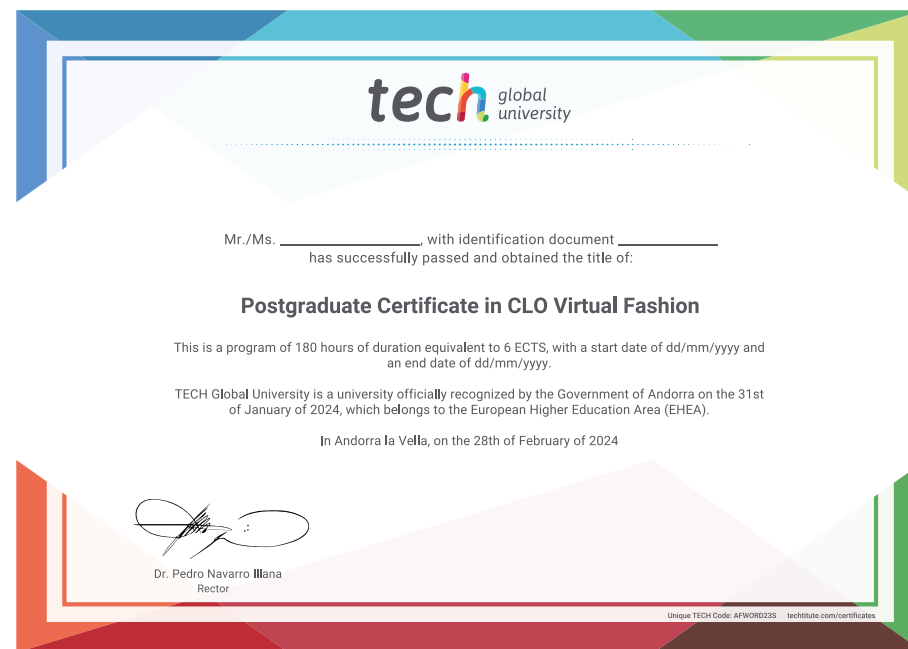 tech global university
Mr./Ms. ____________, with identification document ____________
has successfully passed and obtained the title of:
Postgraduate Certificate in CLO Virtual Fashion
This is a program of 180 hours of duration equivalent to 6 ECTS, with a start date of dd/mm/yyyy and
an end date of dd/mm/yyyy.
TECH Global University is a university officially recognized by the Government of Andorra on the 31st
of January of 2024, which belongs to the European Higher Education Area (EHEA).
In Andorra la Vella, on the 28th of February of 2024
Dr. Pedro Navarro Illana
Rector
Unique TECH Code: AFWORD23S techtitute.com/certificates